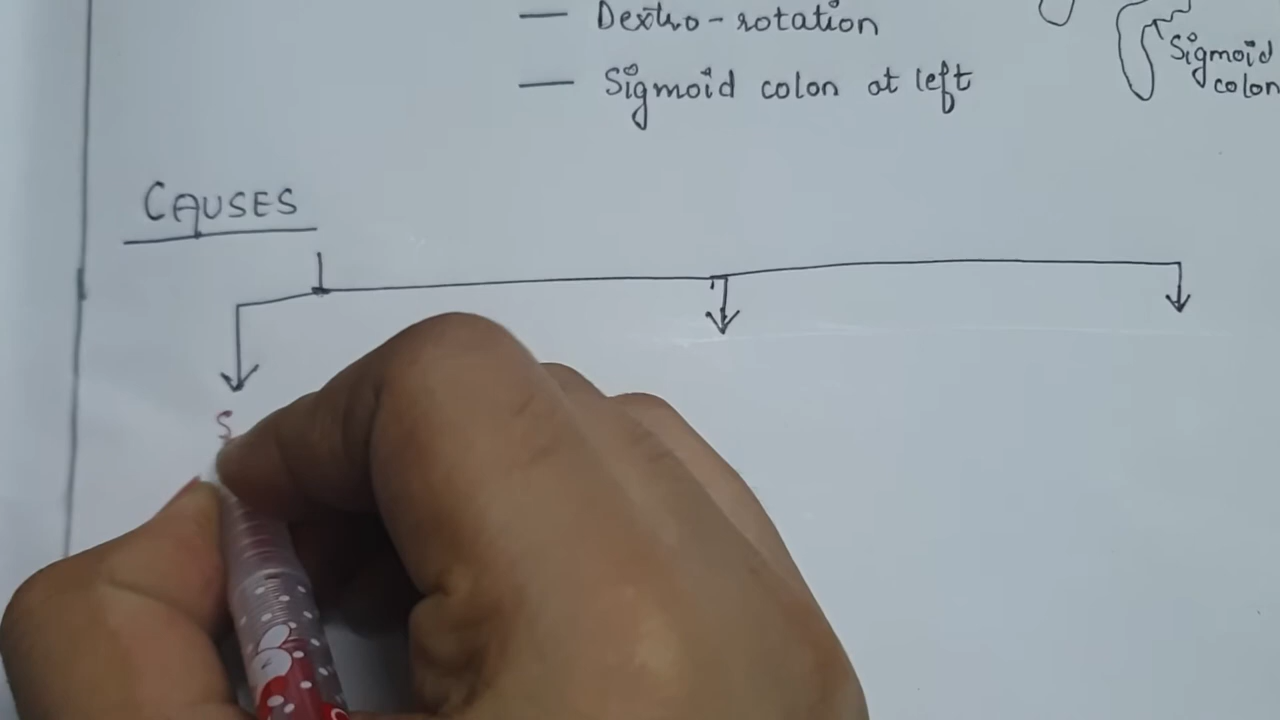 — Dextro-rotation
— Sigmoid colon at left
Sigmoid
colon
CAUSES
S